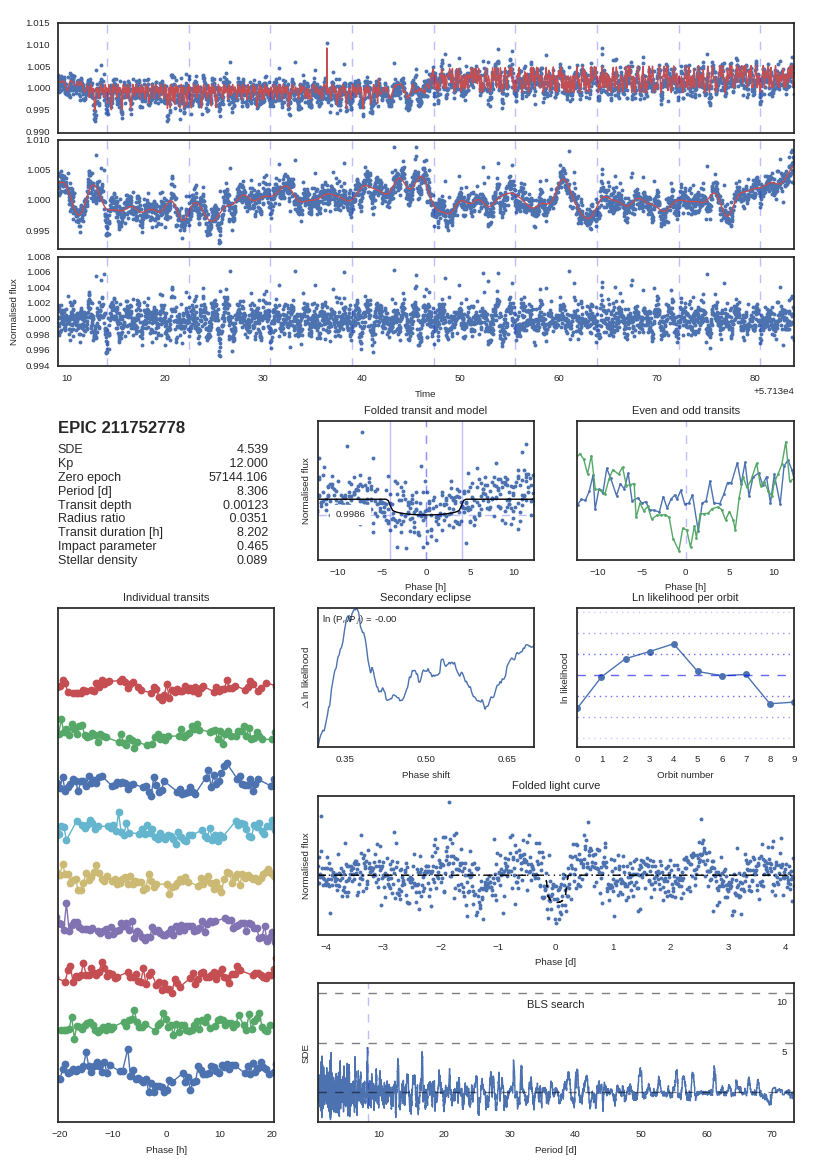 1.015
1.010
1.005
1.000
0.995
0.990
1.010
1.005
1.000
0.995
1.008
1.006
1.004
1.002
1.000
0.998
0.996
0.994
Normalised flux
10 20 30 40 50 60 70 80
Time
+5.713e4
EPIC 211752778
SDE 4.539
Kp 12.000
Zero epoch 57144.106
Period [d] 8.306
Transit depth 0.00123
Radius ratio 0.0351
Transit duration [h] 8.202
Impact parameter 0.465
Stellar density 0.089
Folded transit and model
Normalised flux
0.9986
−10 −5 0 5 10
Phase [h]
Even and odd transits
−10 −5 0 5 10
Phase [h]
Individual transits
−20 −10 0 10 20
Phase [h]
Secondary eclipse
Δ ln likelihood
0.35 0.50 0.65
Phase shift
Ln likelihood per orbit
ln likelihood
0 1 2 3 4 5 6 7 8 9
Orbit number
Folded light curve
Normalised flux
−4 −3 −2 −1 0 1 2 3 4
Phase [d]
BLS search
10
5
SDE
10 20 30 40 50 60 70
Period [d]